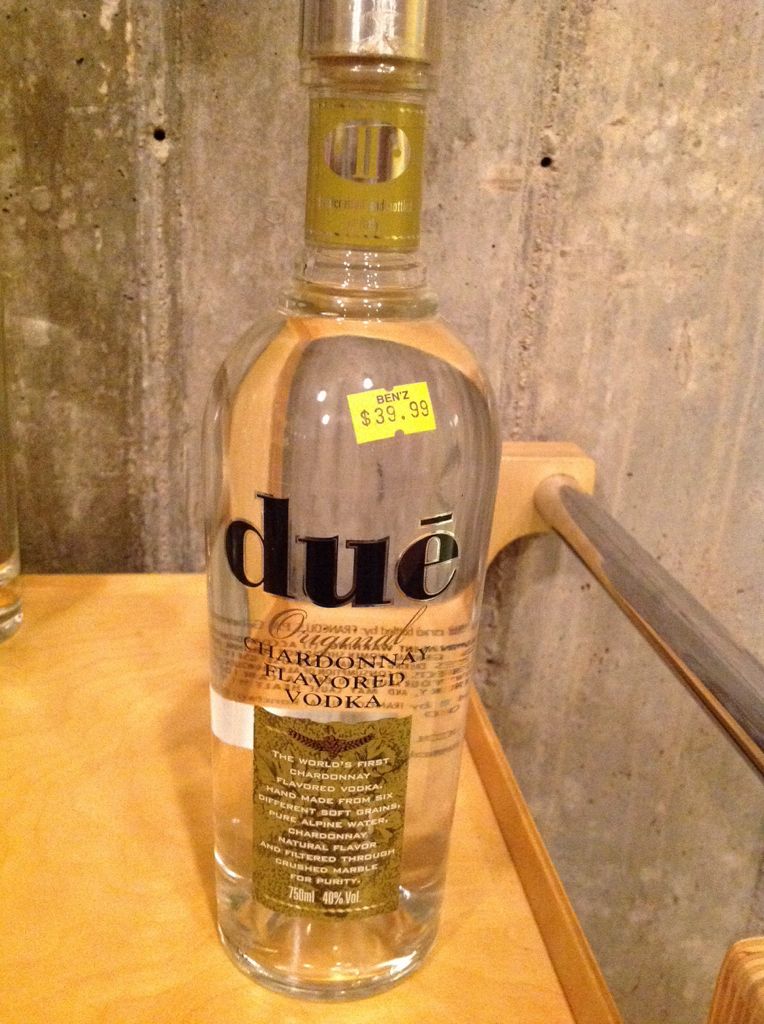 BEN'Z
$39.99
duē
Original
CHARDONNAY
FLAVORED
VODKA
THE WORLD'S FIRST
CHARDONNAY
FLAVORED VODKA.
HAND MADE FROM SIX
DIFFERENT SOFT GRAINS,
PURE ALPINE WATER,
CHARDONNAY
NATURAL FLAVOR
AND FILTERED THROUGH
CRUSHED MARBLE
FOR PURITY.
750ml 40% Vol.